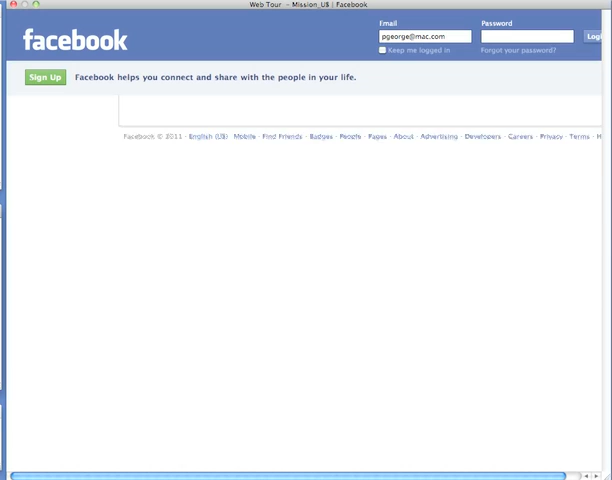 Web Tour - Mission_US | Facebook
facebook
Email
Password
pgeorge@mac.com
Logi
Keep me logged in
Forgot your password?
Sign Up
Facebook helps you connect and share with the people in your life.
Facebook © 2011 · English (US) Mobile · Find Friends · Badges · People · Pages · About · Advertising · Developers · Careers · Privacy · Terms · H